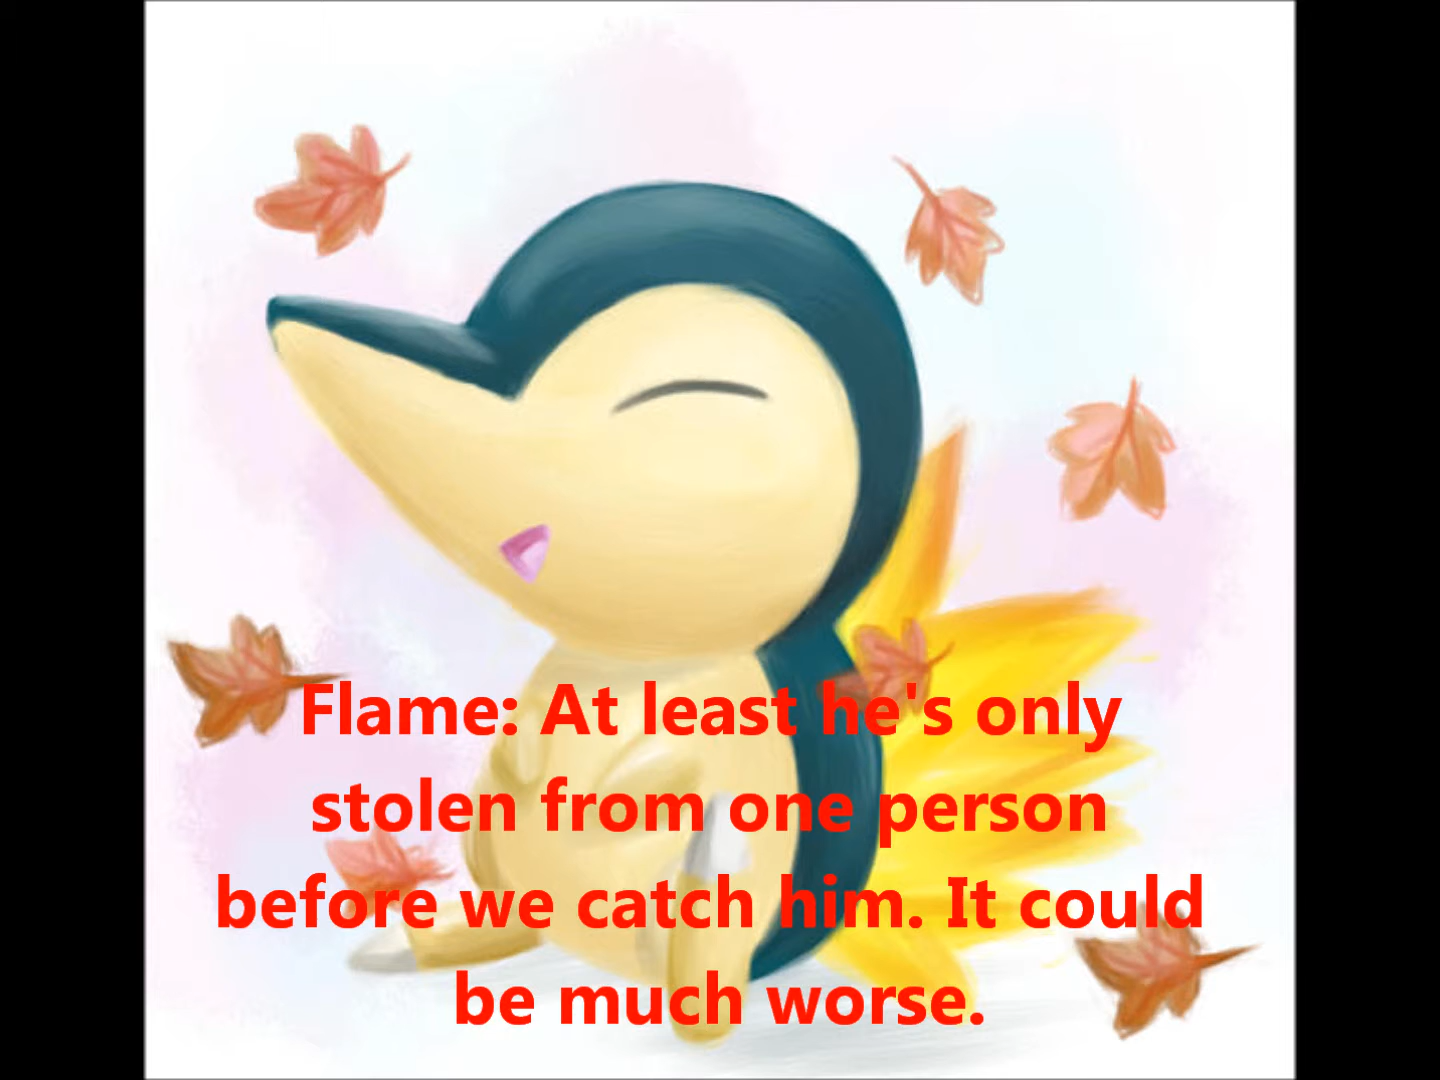 Flame: At least he's only
stolen from one person
before we catch him. It could
be much worse.